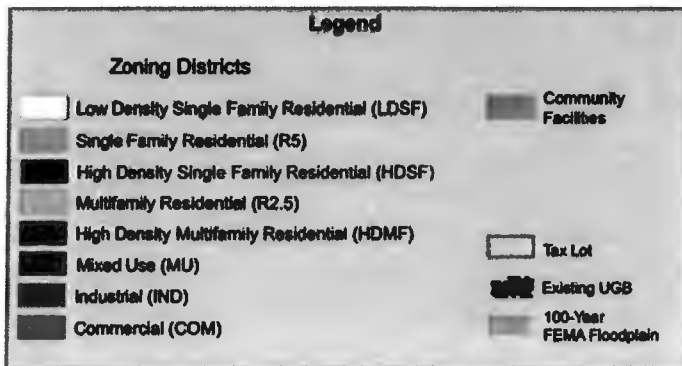 Legend
Zoning Districts
Low Density Single Family Residential (LDSF)
Single Family Residential (R5)
High Density Single Family Residential (HDSF)
Multifamily Residential (R2.5)
High Density Multifamily Residential (HDMF)
Mixed Use (MU)
Industrial (IND)
Commercial (COM)
Community
Facilities
Tax Lot
Existing UGB
100-Year
FEMA Floodplain